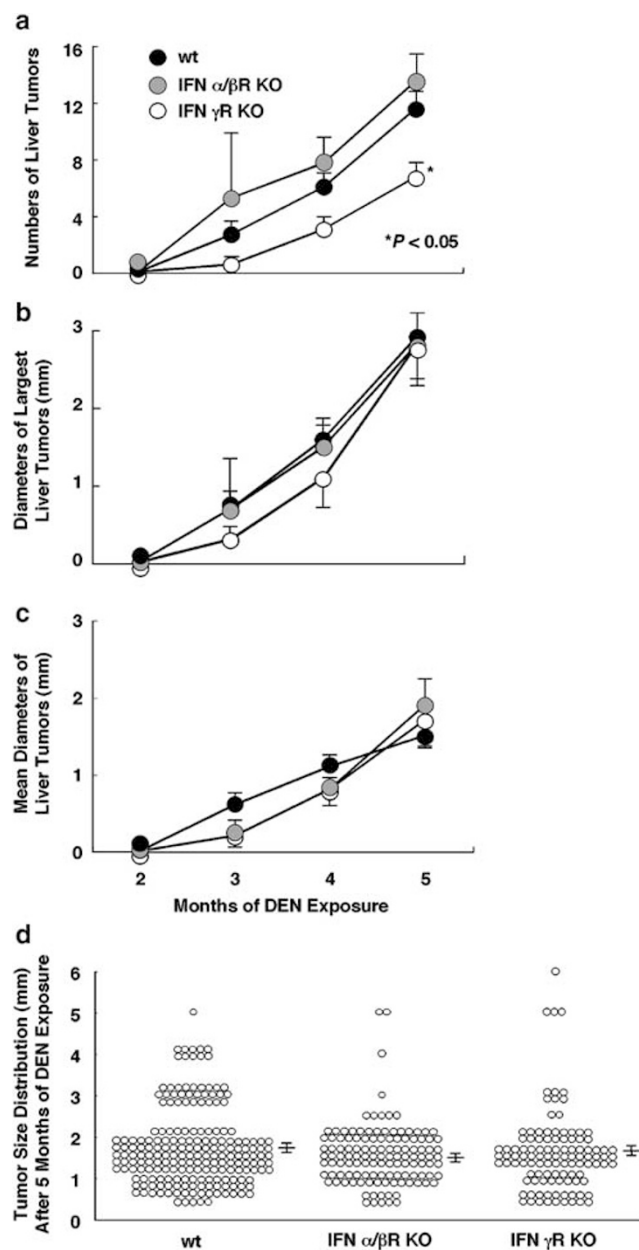 a
Numbers of Liver Tumors
16
12
8
4
0
wt
IFN α/βR KO
IFN γR KO
*
*P < 0.05
b
Diameters of Largest
Liver Tumors (mm)
3
2
1
0
c
Mean Diameters of
Liver Tumors (mm)
3
2
1
0
2 3 4 5
Months of DEN Exposure
d
Tumor Size Distribution (mm)
After 5 Months of DEN Exposure
6
5
4
3
2
1
0
wt IFN α/βR KO IFN γR KO